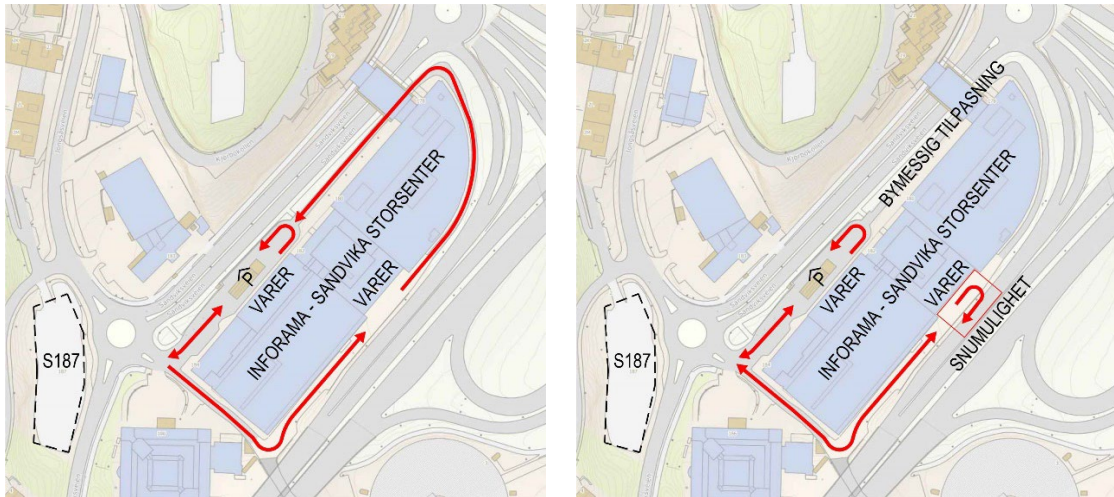 S187
P
VARER
INFORAMA - SANDVIKA STORSENTER
VARER
BYMESSIG TILPASNING
S187
P
VARER
INFORAMA - SANDVIKA STORSENTER
VARER
SNUMULIGHET